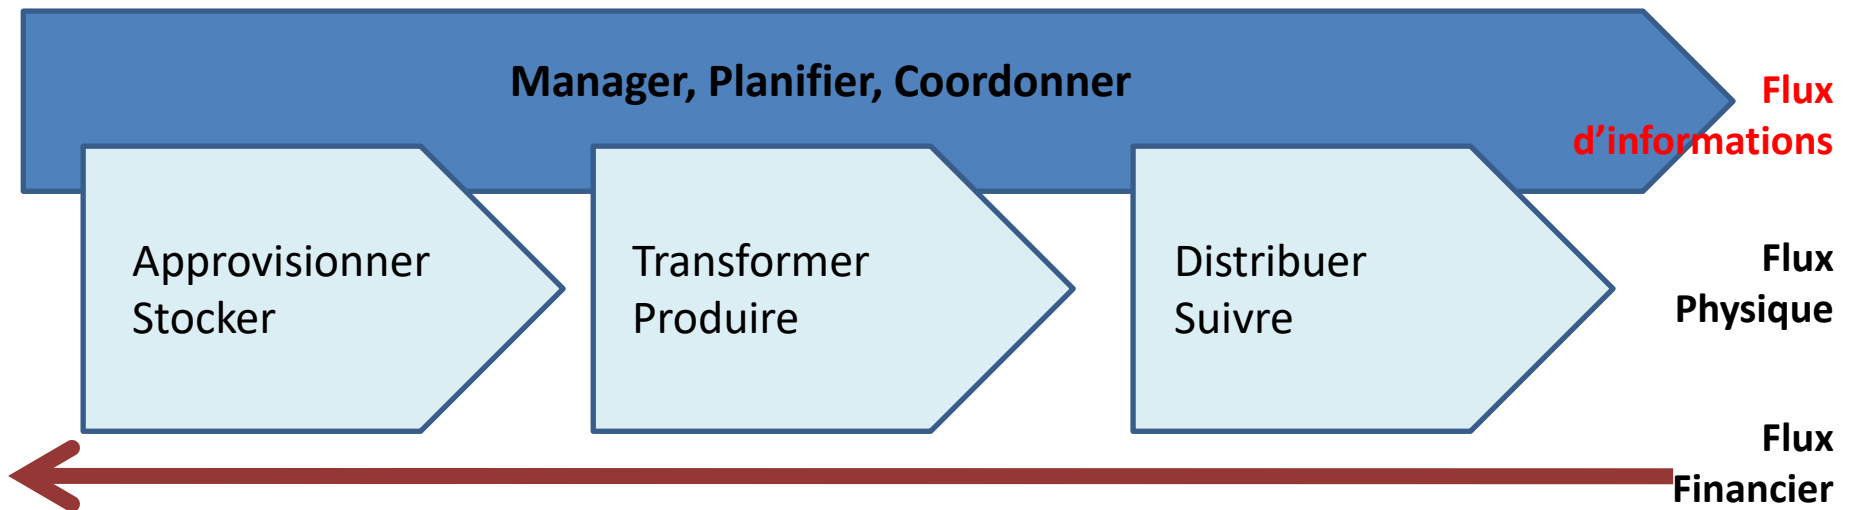 Manager, Planifier, Coordonner
Flux
d’informations
Approvisionner
Stocker
Transformer
Produire
Distribuer
Suivre
Flux
Physique
Flux
Financier